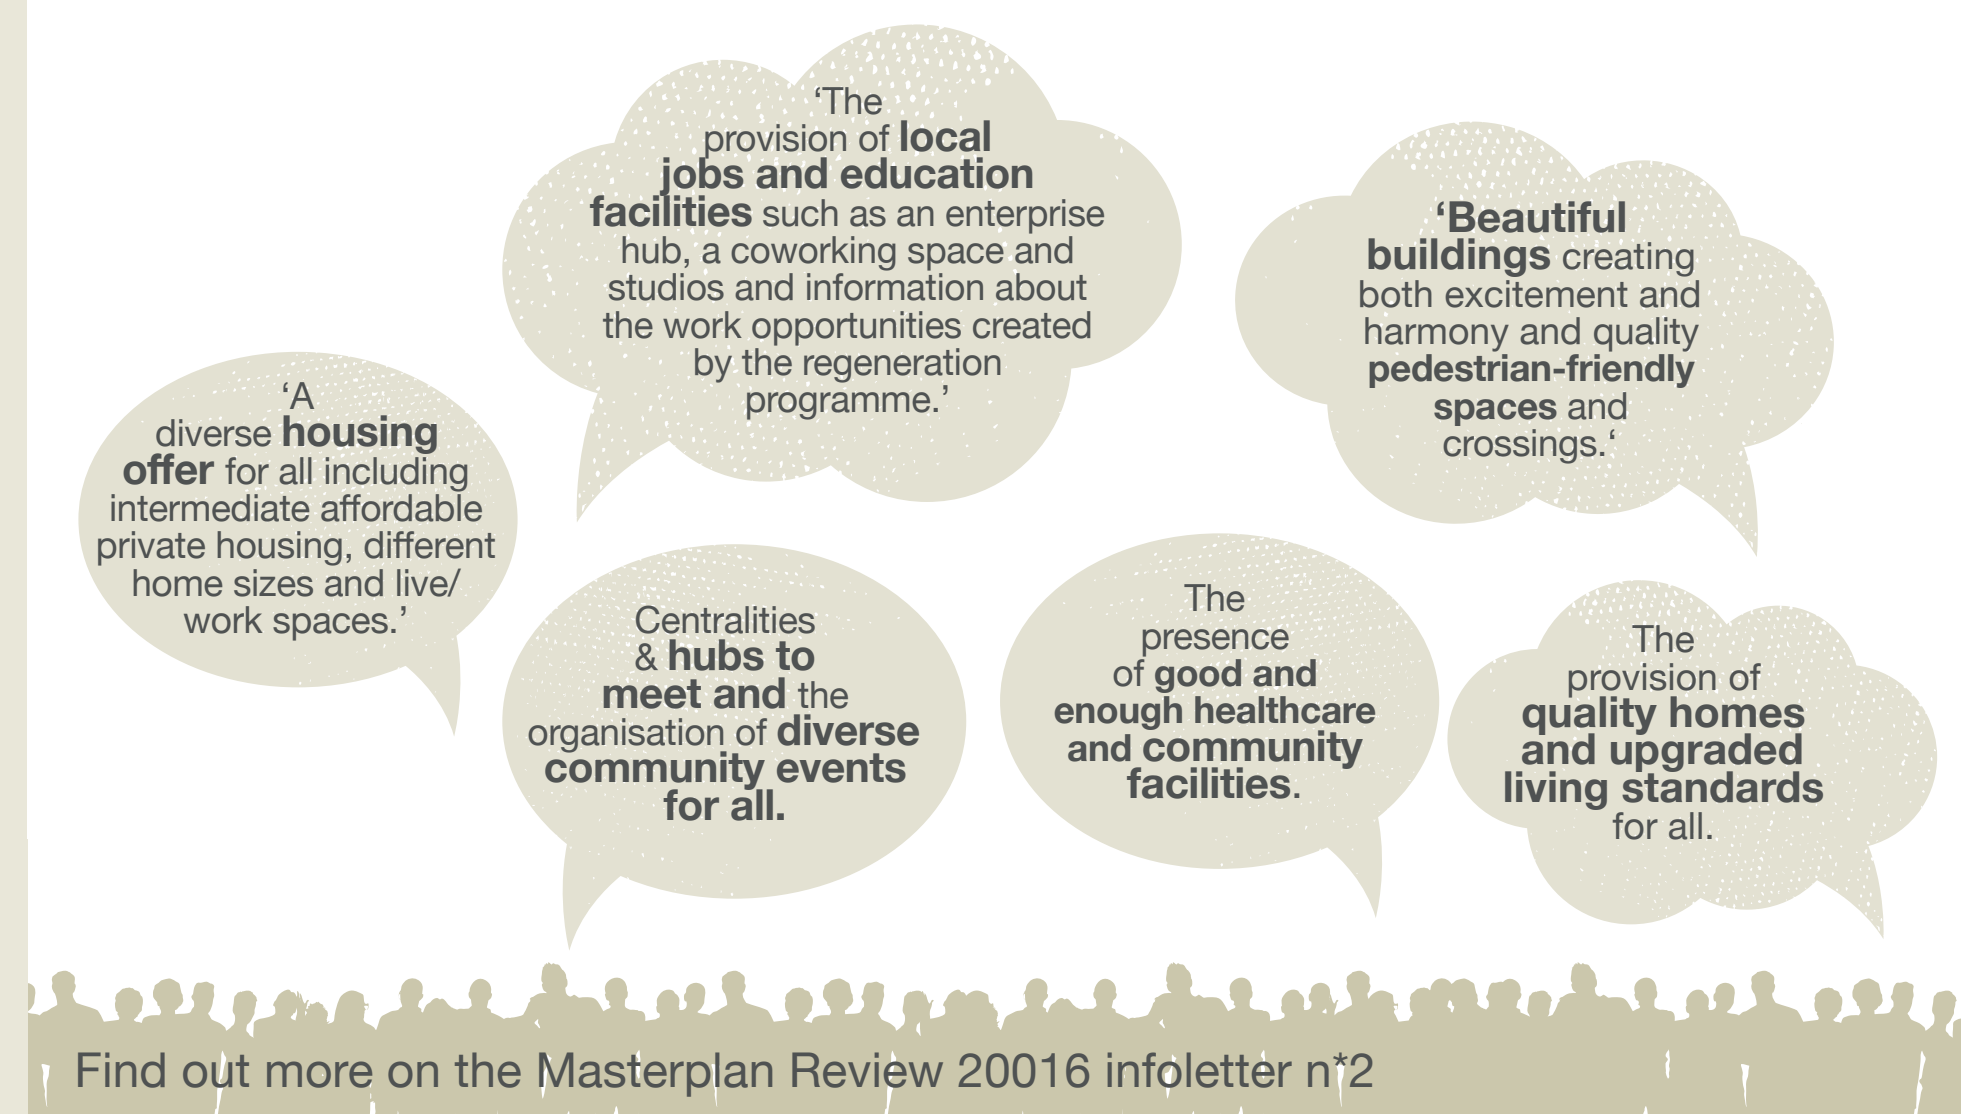 ‘The
provision of local
jobs and education
facilities such as an enterprise
hub, a coworking space and
studios and information about
the work opportunities created
by the regeneration
programme.’
‘Beautiful
buildings creating
both excitement and
harmony and quality
pedestrian-friendly
spaces and
crossings.‘
‘A
diverse housing
offer for all including
intermediate affordable
private housing, different
home sizes and live/
work spaces.’
Centralities
& hubs to
meet and the
organisation of diverse
community events
for all.
The
presence
of good and
enough healthcare
and community
facilities.
The
provision of
quality homes
and upgraded
living standards
for all.
Find out more on the Masterplan Review 20016 infoletter n*2